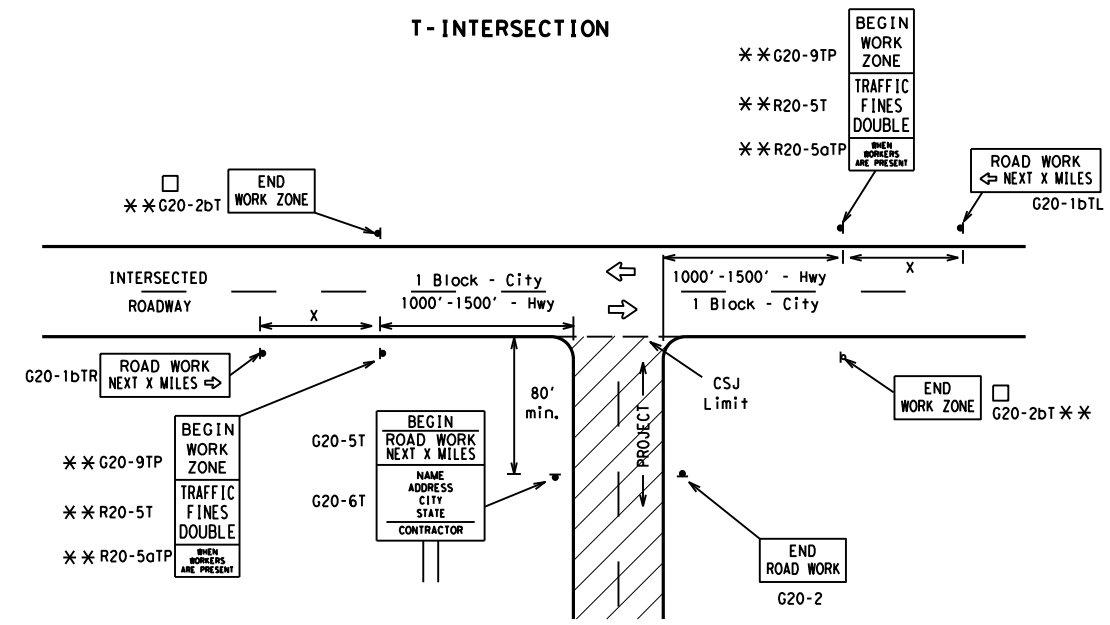 T-INTERSECTION
BEGIN
WORK
ZONE
**G20-9TP
TRAFFIC
FINES
DOUBLE
**R20-5T
WHEN
WORKERS
ARE PRESENT
**R20-5aTP
ROAD WORK
⇦ NEXT X MILES
G20-1bTL
END
WORK ZONE
□
**G20-2bT
INTERSECTED
ROADWAY
1 Block - City
1000'-1500' - Hwy
1000'-1500' - Hwy
1 Block - City
X
X
G20-1bTR
ROAD WORK
NEXT X MILES ⇨
80'
min.
CSJ
Limit
PROJECT
END
WORK ZONE
□
G20-2bT **
BEGIN
WORK
ZONE
**G20-9TP
TRAFFIC
FINES
DOUBLE
**R20-5T
WHEN
WORKERS
ARE PRESENT
**R20-5aTP
G20-5T
BEGIN
ROAD WORK
NEXT X MILES
G20-6T
NAME
ADDRESS
CITY
STATE
CONTRACTOR
END
ROAD WORK
G20-2